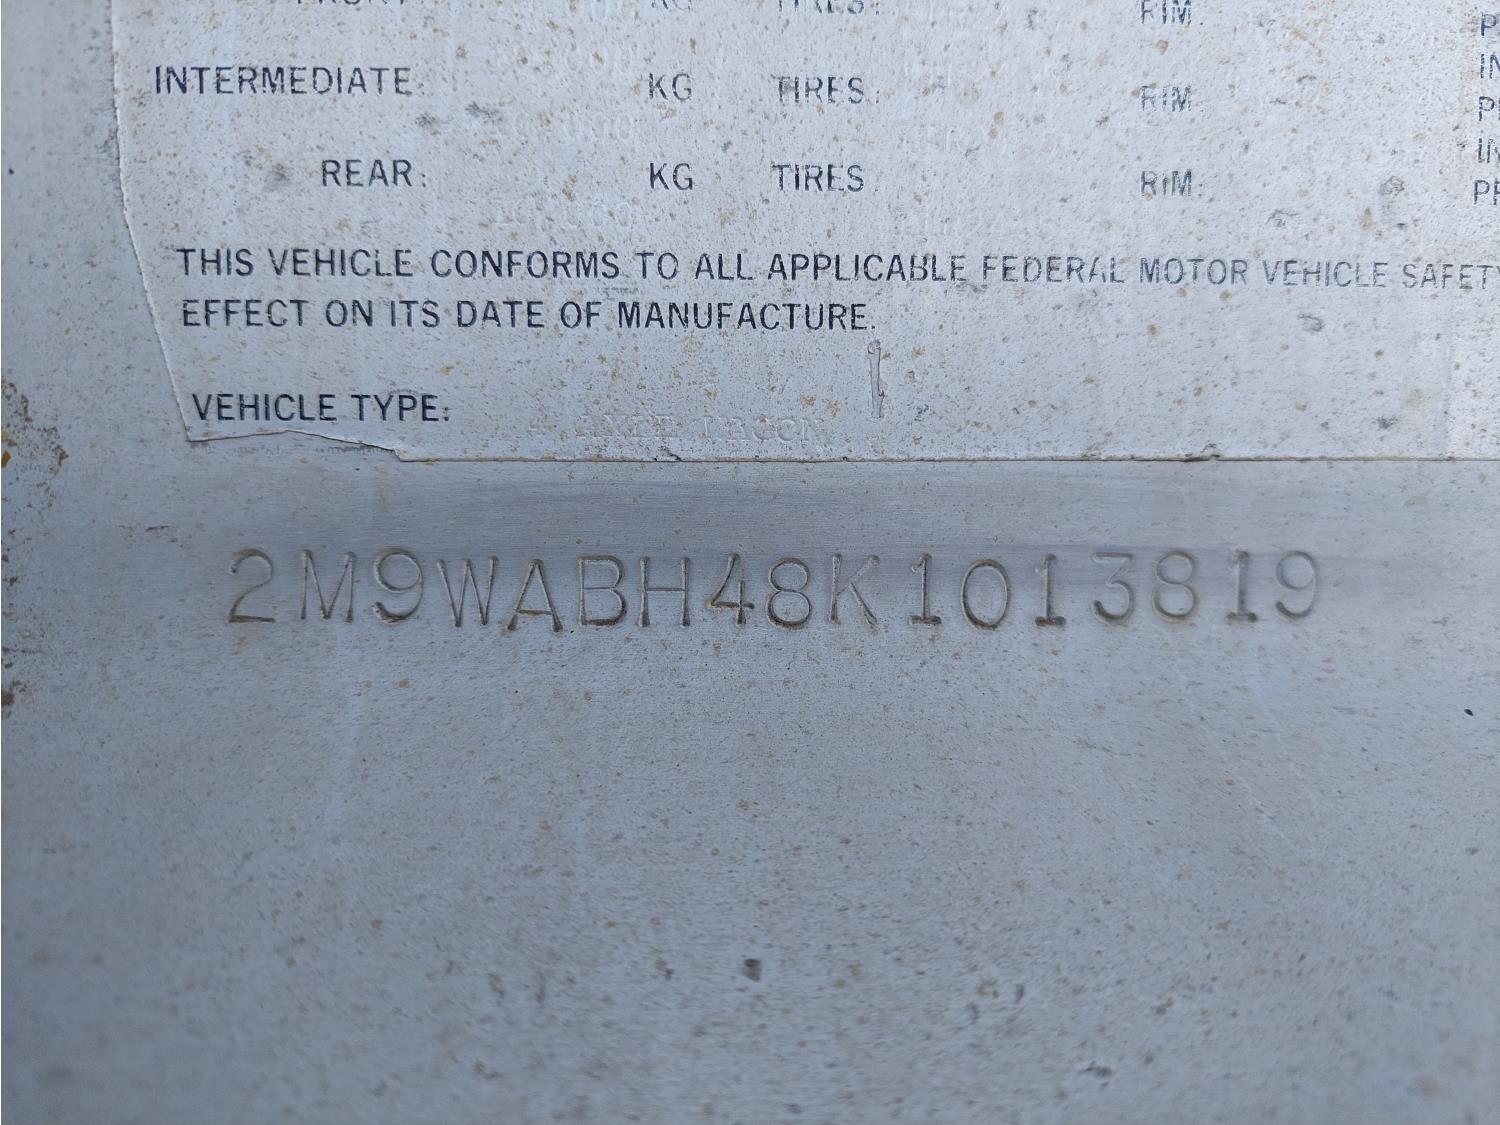 INTERMEDIATE: KG TIRES: RIM:
REAR: KG TIRES: RIM:
THIS VEHICLE CONFORMS TO ALL APPLICABLE FEDERAL MOTOR VEHICLE SAFETY
EFFECT ON ITS DATE OF MANUFACTURE.
VEHICLE TYPE:
2M9WABH48K1013819